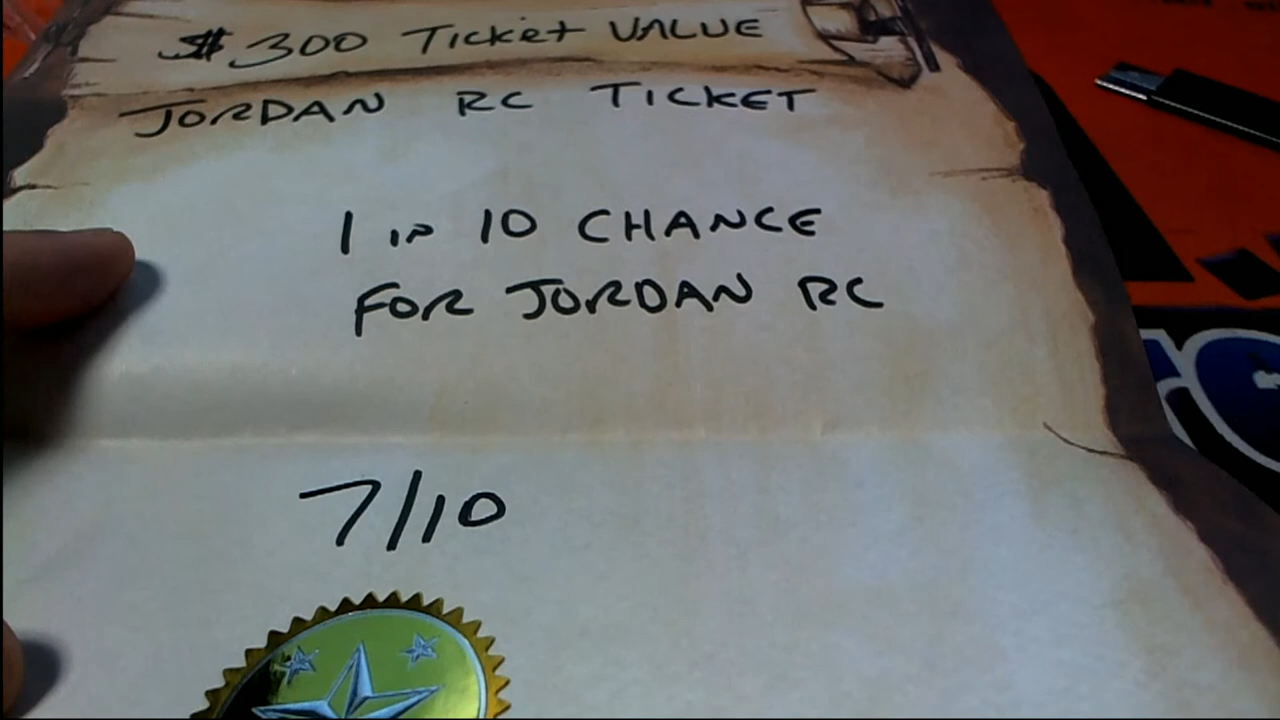 $300 Ticket VALUE
JORDAN RC TICKET
1 in 10 CHANCE
FOR JORDAN RC
7/10